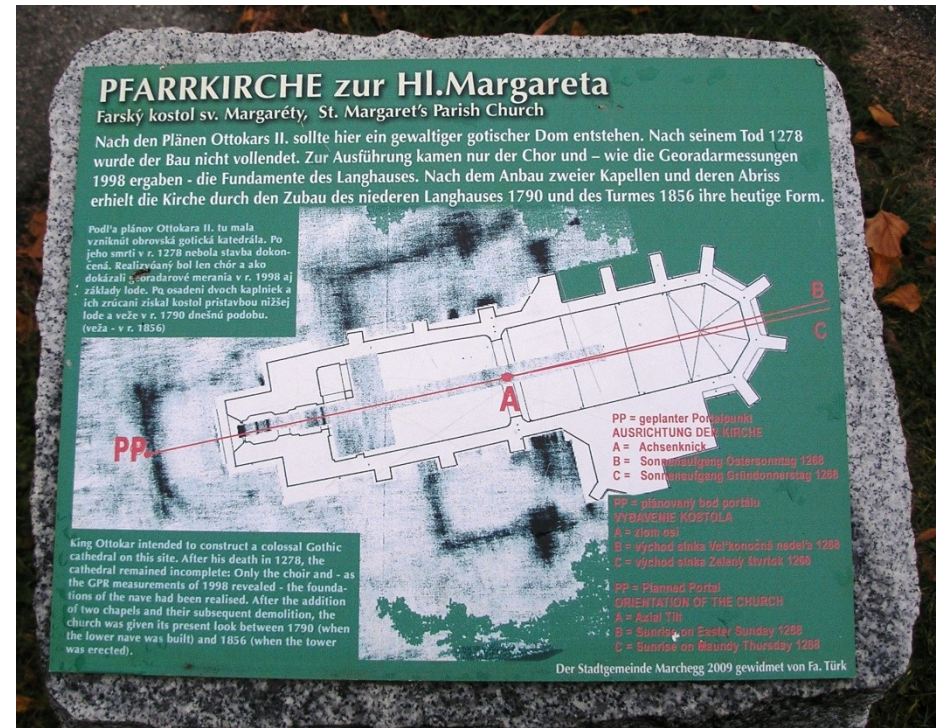 PFARRKIRCHE zur Hl.Margareta
Farský kostol sv. Margaréty, St. Margaret's Parish Church
Nach den Plänen Ottokars II. sollte hier ein gewaltiger gotischer Dom entstehen. Nach seinem Tod 1278
wurde der Bau nicht vollendet. Zur Ausführung kamen nur der Chor und – wie die Georadarmessungen
1998 ergaben - die Fundamente des Langhauses. Nach dem Anbau zweier Kapellen und deren Abriss
erhielt die Kirche durch den Zubau des niederen Langhauses 1790 und des Turmes 1856 ihre heutige Form.
Podľa plánov Ottokara II. tu mala
vzniknúť obrovská gotická katedrála. Po
jeho smrti v r. 1278 nebola stavba dokon-
čená. Realizvóaný bol len chór a ako
dokázali georadarové merania v r. 1998 aj
základy lode. Po osadení dvoch kaplniek a
ich zrúcaní získal kostol prístavbou nižšej
lode a veže v r. 1790 dnešnú podobu.
(veža - v r. 1856)
B
C
A
PP
PP = geplanter Portalpunkt
AUSRICHTUNG DER KIRCHE
A = Achsenknick
B = Sonnenaufgang Ostersonntag 1268
C = Sonnenaufgang Gründonnerstag 1268
PP = plánovaný bod portálu
VYBAVENIE KOSTOLA
A = zlom osi
B = východ slnka Veľkonočná nedeľa 1268
C = východ slnka Zelený štvrtok 1268
PP = Planned Portal
ORIENTATION OF THE CHURCH
A = Axial Tilt
B = Sunrise on Easter Sunday 1268
C = Sunrise on Maundy Thursday 1268
King Ottokar intended to construct a colossal Gothic
cathedral on this site. After his death in 1278, the
cathedral remained incomplete: Only the choir and - as
the GPR measurements of 1998 revealed - the founda-
tions of the nave had been realised. After the addition
of two chapels and their subsequent demolition, the
church was given its present look between 1790 (when
the lower nave was built) and 1856 (when the tower
was erected).
Der Stadtgemeinde Marchegg 2009 gewidmet von Fa. Türk